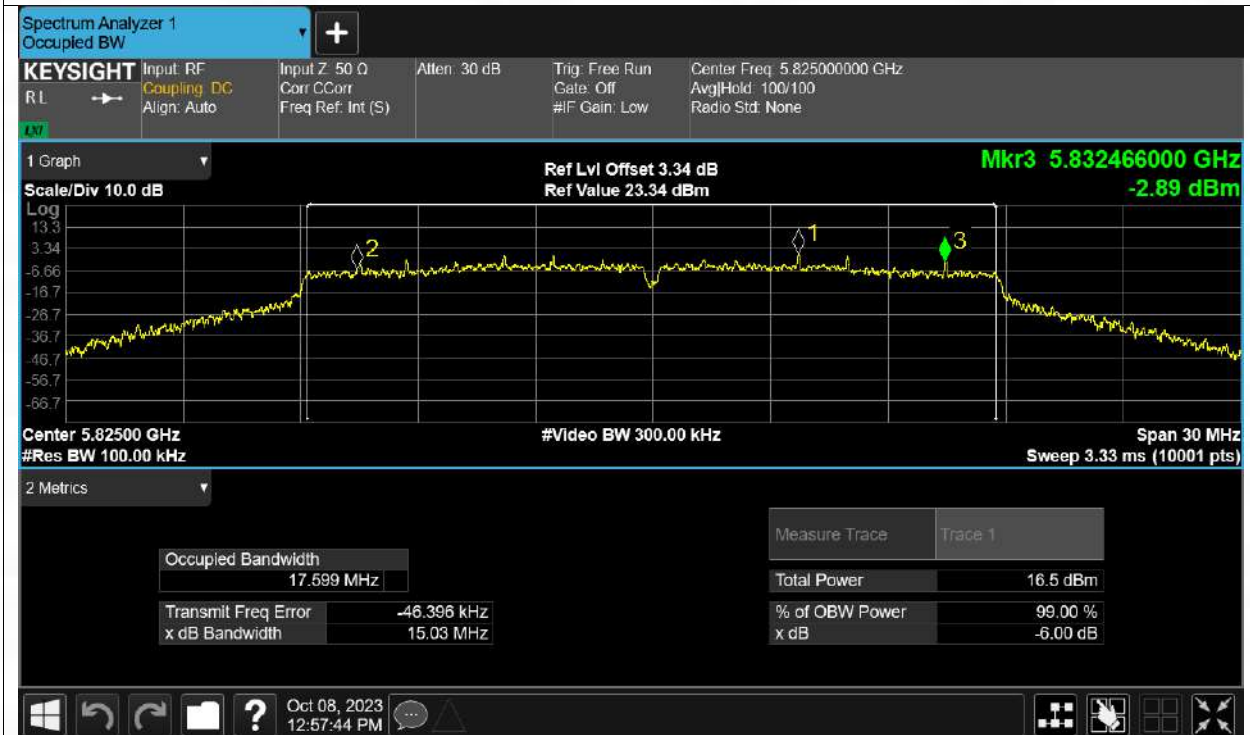 Spectrum Analyzer 1
Occupied BW
+
KEYSIGHT
R L
LXI
Input: RF
Coupling: DC
Align: Auto
Input Z: 50 Ω
Corr CCorr
Freq Ref: Int (S)
Atten: 30 dB
Trig: Free Run
Gate: Off
#IF Gain: Low
Center Freq: 5.825000000 GHz
Avg|Hold: 100/100
Radio Std: None
1 Graph
Scale/Div 10.0 dB
Ref Lvl Offset 3.34 dB
Ref Value 23.34 dBm
Mkr3 5.832466000 GHz
-2.89 dBm
Log
13.3
3.34
-6.66
-16.7
-26.7
-36.7
-46.7
-56.7
-66.7
2
1
3
Center 5.82500 GHz
#Video BW 300.00 kHz
Span 30 MHz
#Res BW 100.00 kHz
Sweep 3.33 ms (10001 pts)
2 Metrics
Measure Trace Trace 1
Occupied Bandwidth
17.599 MHz
Total Power 16.5 dBm
Transmit Freq Error -46.396 kHz
% of OBW Power 99.00 %
x dB Bandwidth 15.03 MHz
x dB -6.00 dB
?
Oct 08, 2023
12:57:44 PM